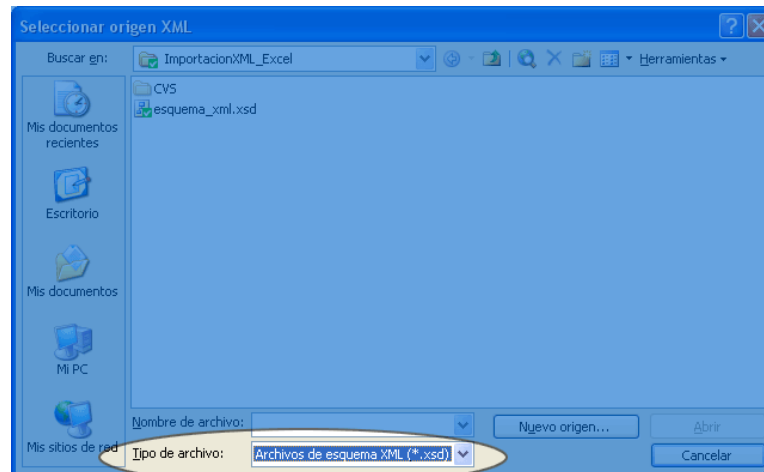 Seleccionar origen XML
Buscar en:
ImportacionXML_Excel
Herramientas
CVS
esquema_xml.xsd
Mis documentos
recientes
Escritorio
Mis documentos
Mi PC
Mis sitios de red
Nombre de archivo:
Nuevo origen...
Abrir
Tipo de archivo:
Archivos de esquema XML (*.xsd)
Cancelar